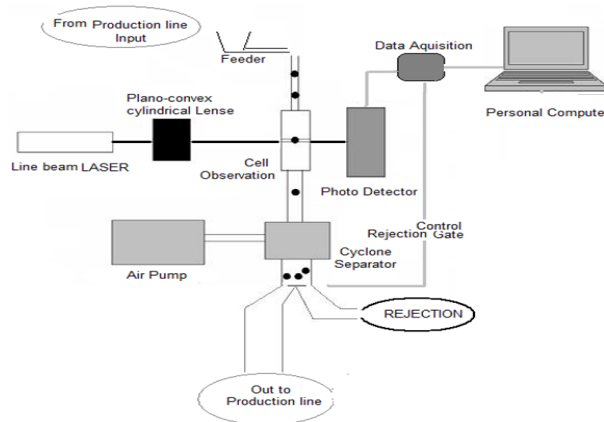 From Production line
Input
Feeder
Data Aquisition
Plano-convex
cylindrical Lense
Personal Compute
Line beam LASER
Cell
Observation
Photo Detector
Control
Rejection Gate
Cyclone
Separator
Air Pump
REJECTION
Out to
Production line